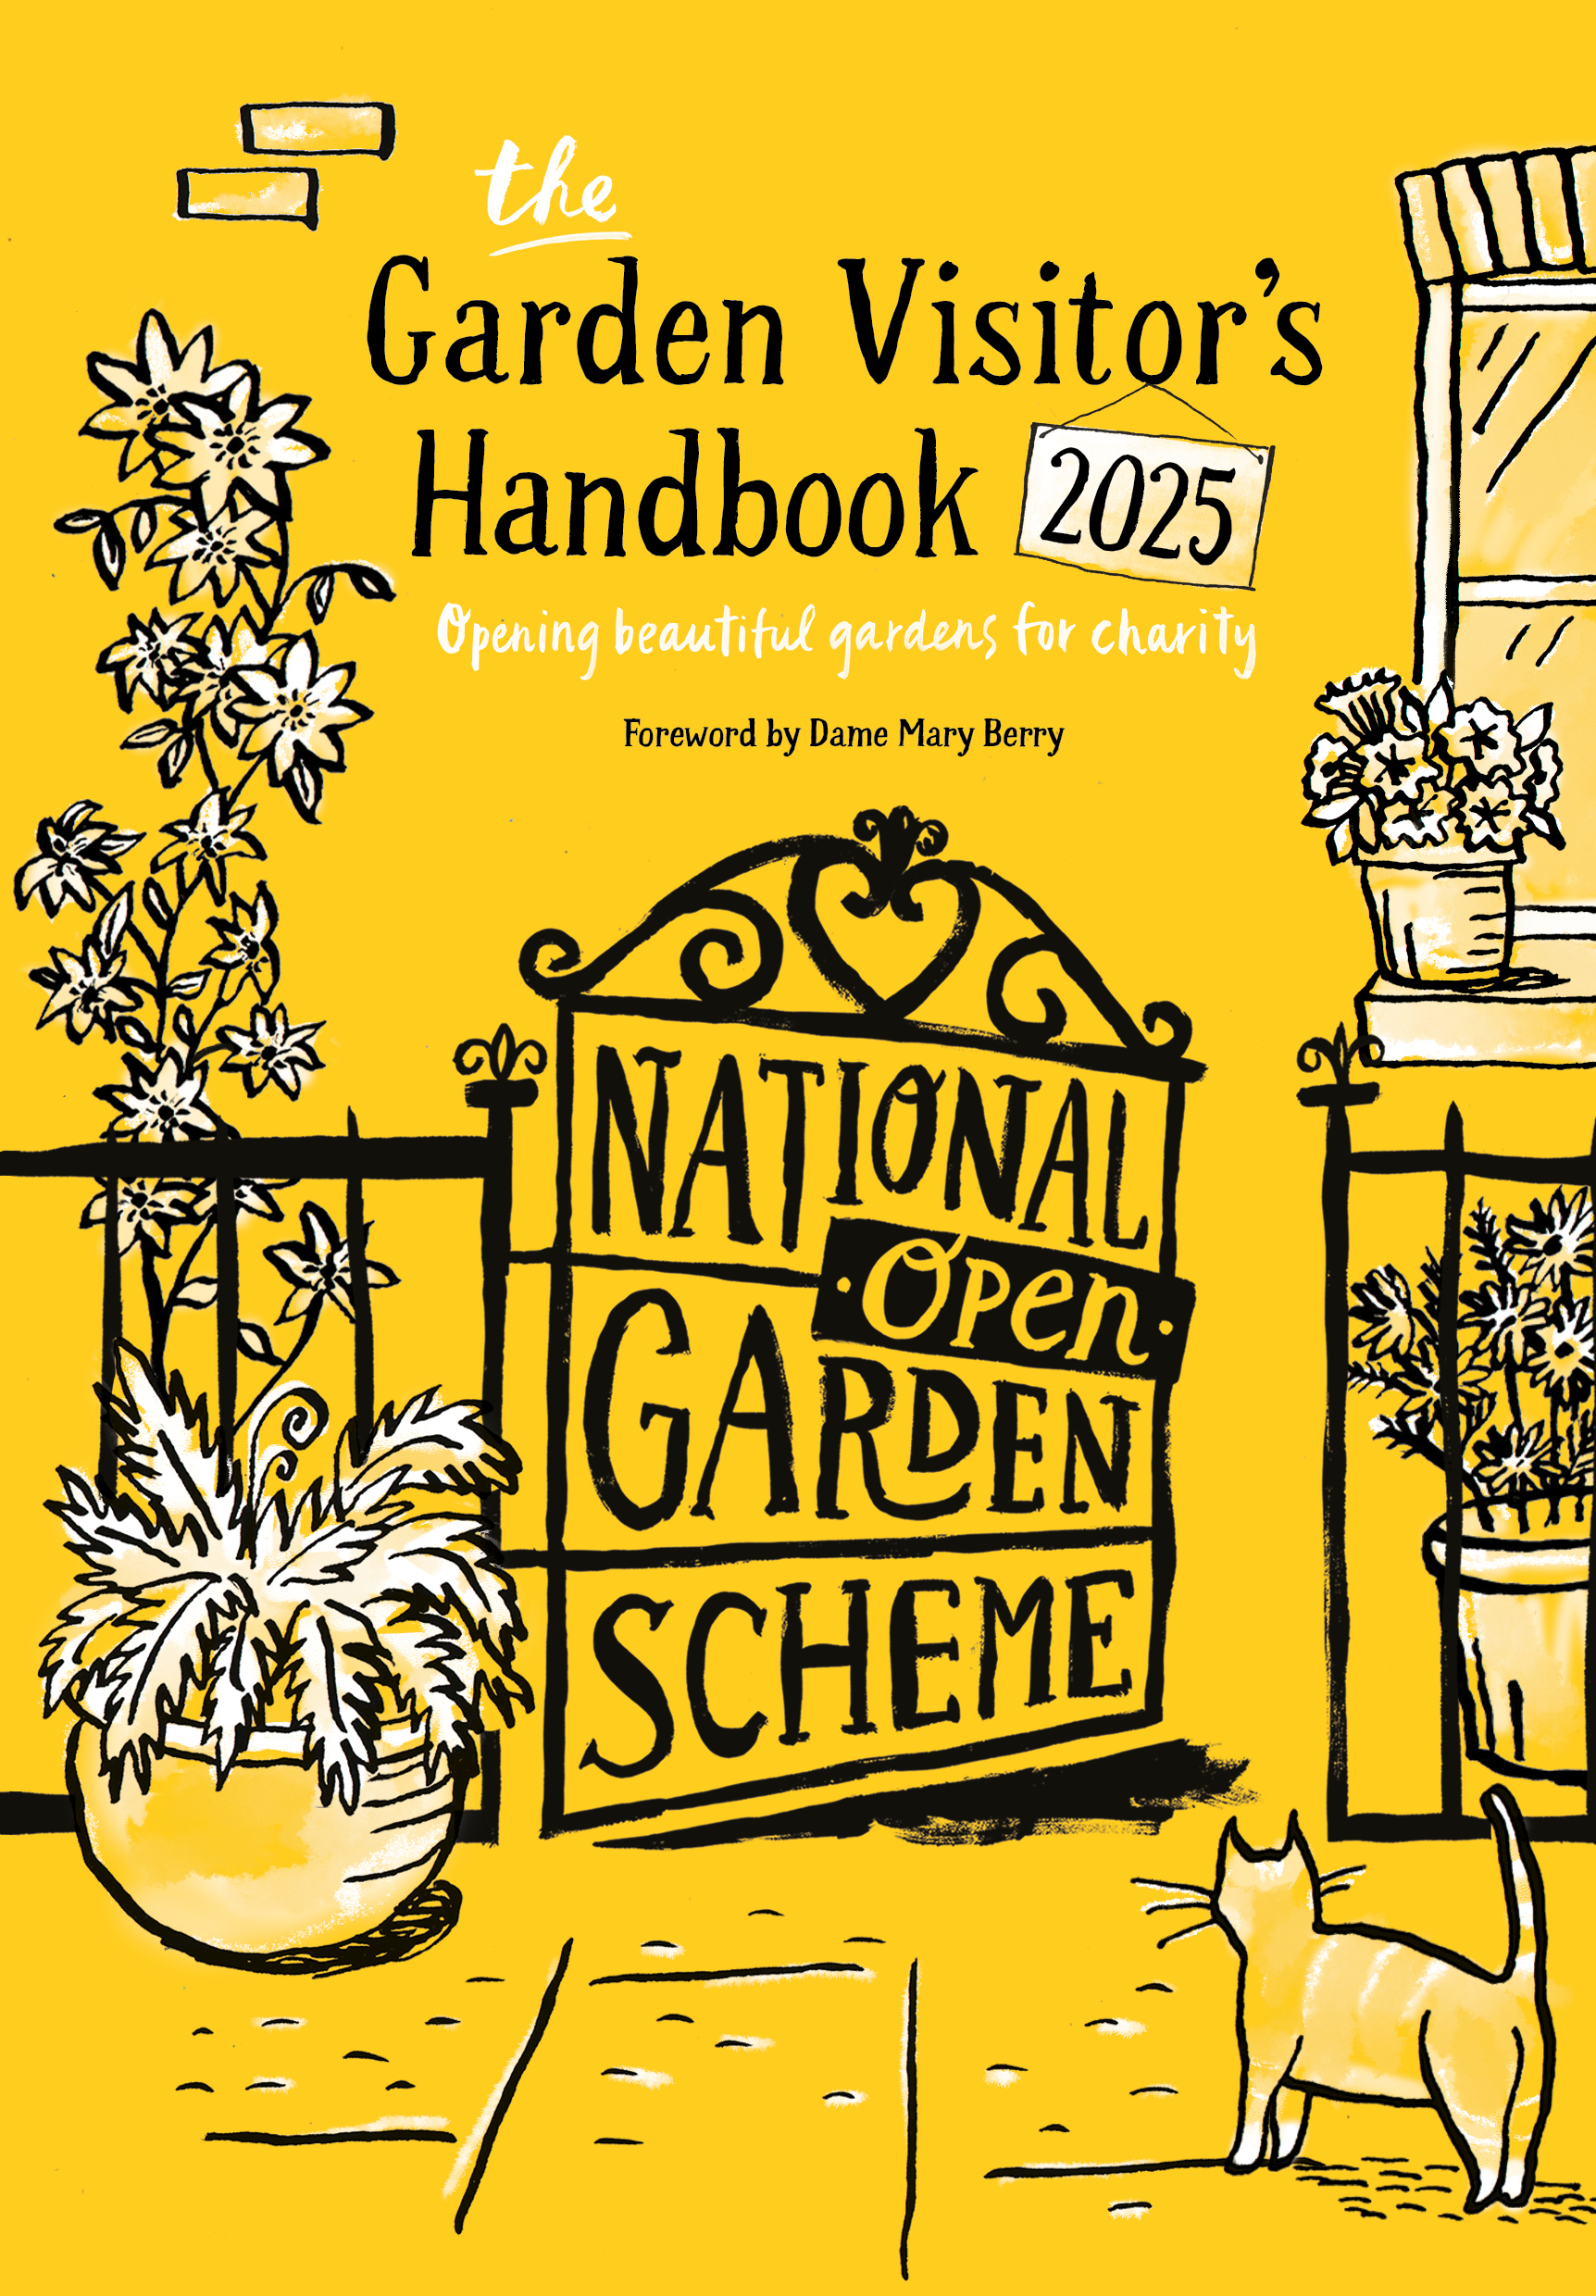 the
Garden Visitor's
Handbook 2025
Opening beautiful gardens for charity
Foreword by Dame Mary Berry
NATIONAL
Open
GARDEN
SCHEME